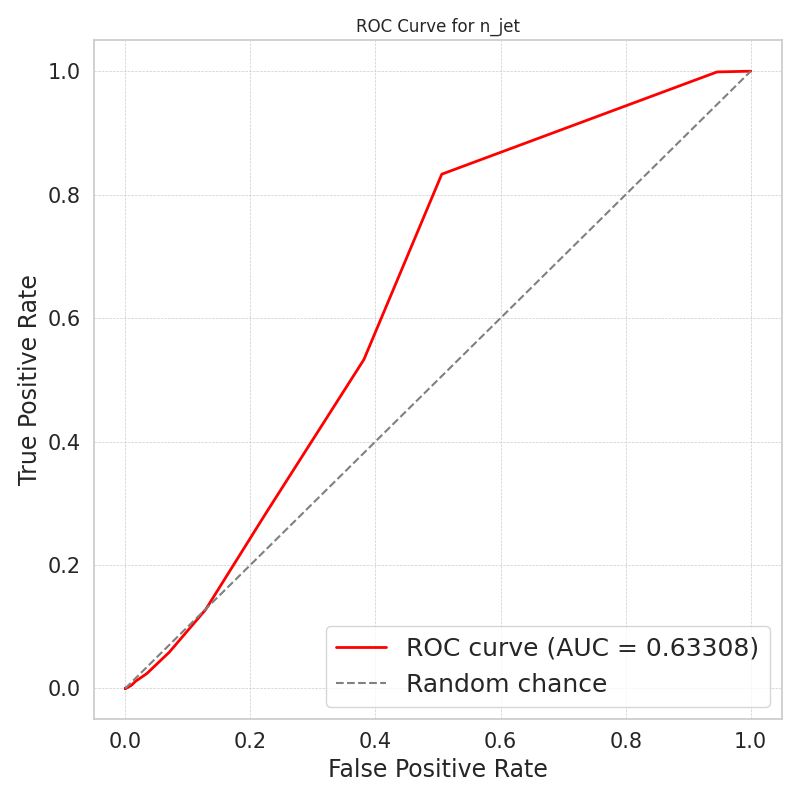 ROC Curve for n_jet
1.0
0.8
0.6
0.4
0.2
0.0
True Positive Rate
ROC curve (AUC = 0.63308)
Random chance
0.0 0.2 0.4 0.6 0.8 1.0
False Positive Rate